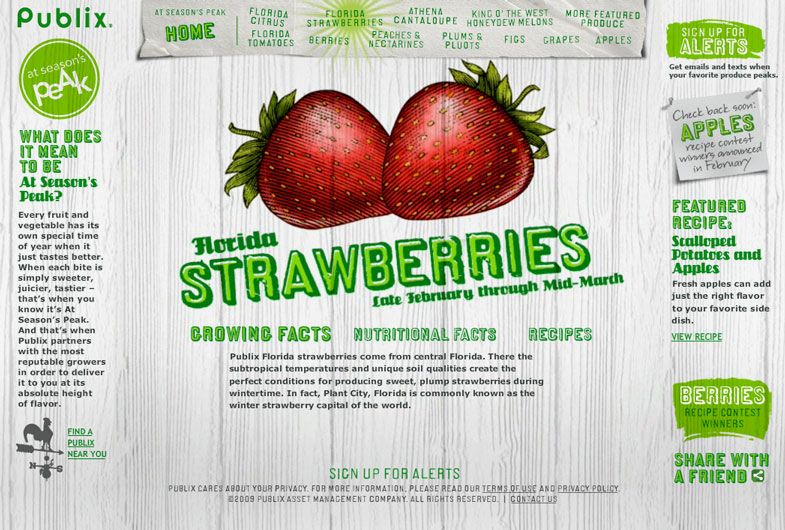 Publix.
at season's
peak
WHAT DOES
IT MEAN
TO BE
At Season's
Peak?
Every fruit and
vegetable has its
own special time
of year when it
just tastes better.
When each bite is
simply sweeter,
juicier, tastier –
that's when you
know it's At
Season's Peak.
And that's when
Publix partners
with the most
reputable growers
in order to deliver
it to you at its
absolute height
of flavor.
N S
FIND A
PUBLIX
NEAR YOU
AT SEASON'S PEAK
HOME
FLORIDA
CITRUS
FLORIDA
STRAWBERRIES
ATHENA
CANTALOUPE
KING O' THE WEST
HONEYDEW MELONS
MORE FEATURED
PRODUCE
FLORIDA
TOMATOES
BERRIES
PEACHES &
NECTARINES
PLUMS &
PLUOTS
FIGS
GRAPES
APPLES
Florida
STRAWBERRIES
Late February through Mid-March
GROWING FACTS NUTRITIONAL FACTS RECIPES
Publix Florida strawberries come from central Florida. There the
subtropical temperatures and unique soil qualities create the
perfect conditions for producing sweet, plump strawberries during
wintertime. In fact, Plant City, Florida is commonly known as the
winter strawberry capital of the world.
SIGN UP FOR
ALERTS
Get emails and texts when
your favorite produce peaks.
Check back soon:
APPLES
recipe contest
winners announced
in February
FEATURED
RECIPE:
Scalloped
Potatoes and
Apples
Fresh apples can add
just the right flavor
to your favorite side
dish.
VIEW RECIPE
BERRIES
RECIPE CONTEST
WINNERS
SHARE WITH
A FRIEND
SIGN UP FOR ALERTS
PUBLIX CARES ABOUT YOUR PRIVACY. FOR MORE INFORMATION, PLEASE READ OUR TERMS OF USE AND PRIVACY POLICY.
©2009 PUBLIX ASSET MANAGEMENT COMPANY. ALL RIGHTS RESERVED. | CONTACT US